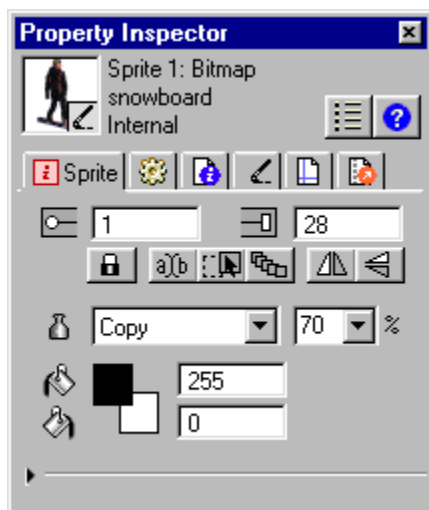 Property Inspector
Sprite 1: Bitmap
snowboard
Internal
Sprite
1
28
a)(b
Copy
70
%
255
0